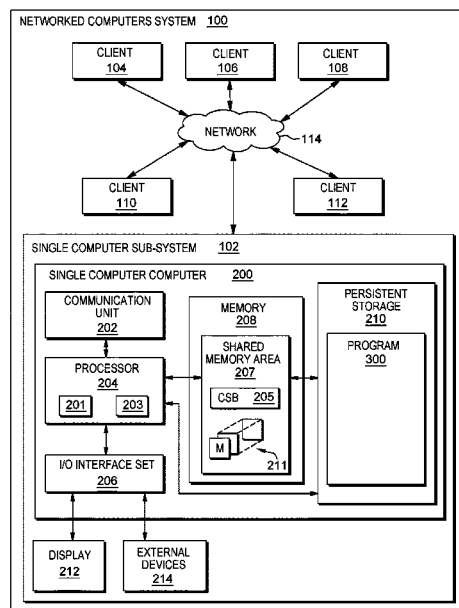 NETWORKED COMPUTERS SYSTEM 100
CLIENT
104
CLIENT
106
CLIENT
108
NETWORK
114
CLIENT
110
CLIENT
112
SINGLE COMPUTER SUB-SYSTEM 102
SINGLE COMPUTER COMPUTER 200
COMMUNICATION
UNIT
202
PROCESSOR
204
201
203
I/O INTERFACE SET
206
MEMORY
208
SHARED
MEMORY AREA
207
CSB 205
M
211
PERSISTENT
STORAGE
210
PROGRAM
300
DISPLAY
212
EXTERNAL
DEVICES
214